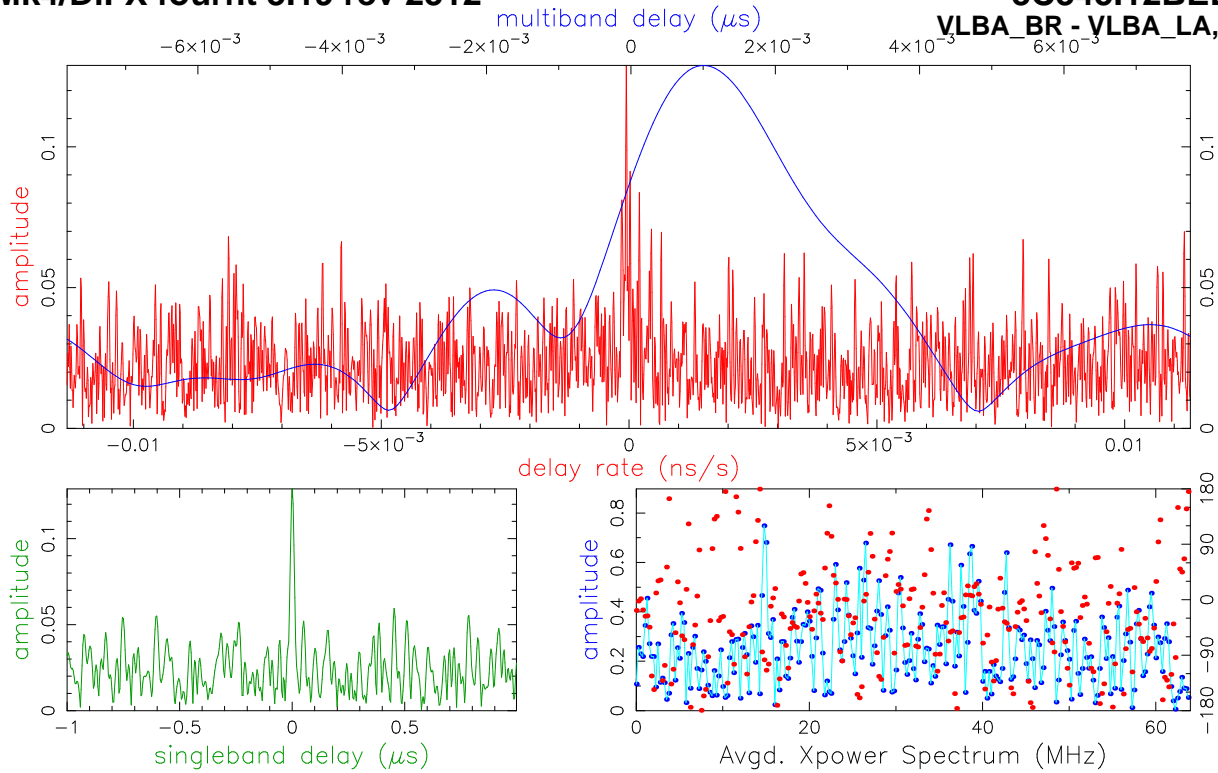 multiband delay (μs)
VLBA_BR - VLBA_LA,
−6×10⁻³ −4×10⁻³ −2×10⁻³ 0 2×10⁻³ 4×10⁻³ 6×10⁻³
amplitude
0 0.05 0.1
0 0.05 0.1
−0.01 −5×10⁻³ 0 5×10⁻³ 0.01
delay rate (ns/s)
amplitude
0 0.05 0.1
−1 −0.5 0 0.5
singleband delay (μs)
amplitude
0 0.2 0.4 0.6 0.8
−180 −90 0 90 180
0 20 40 60
Avgd. Xpower Spectrum (MHz)